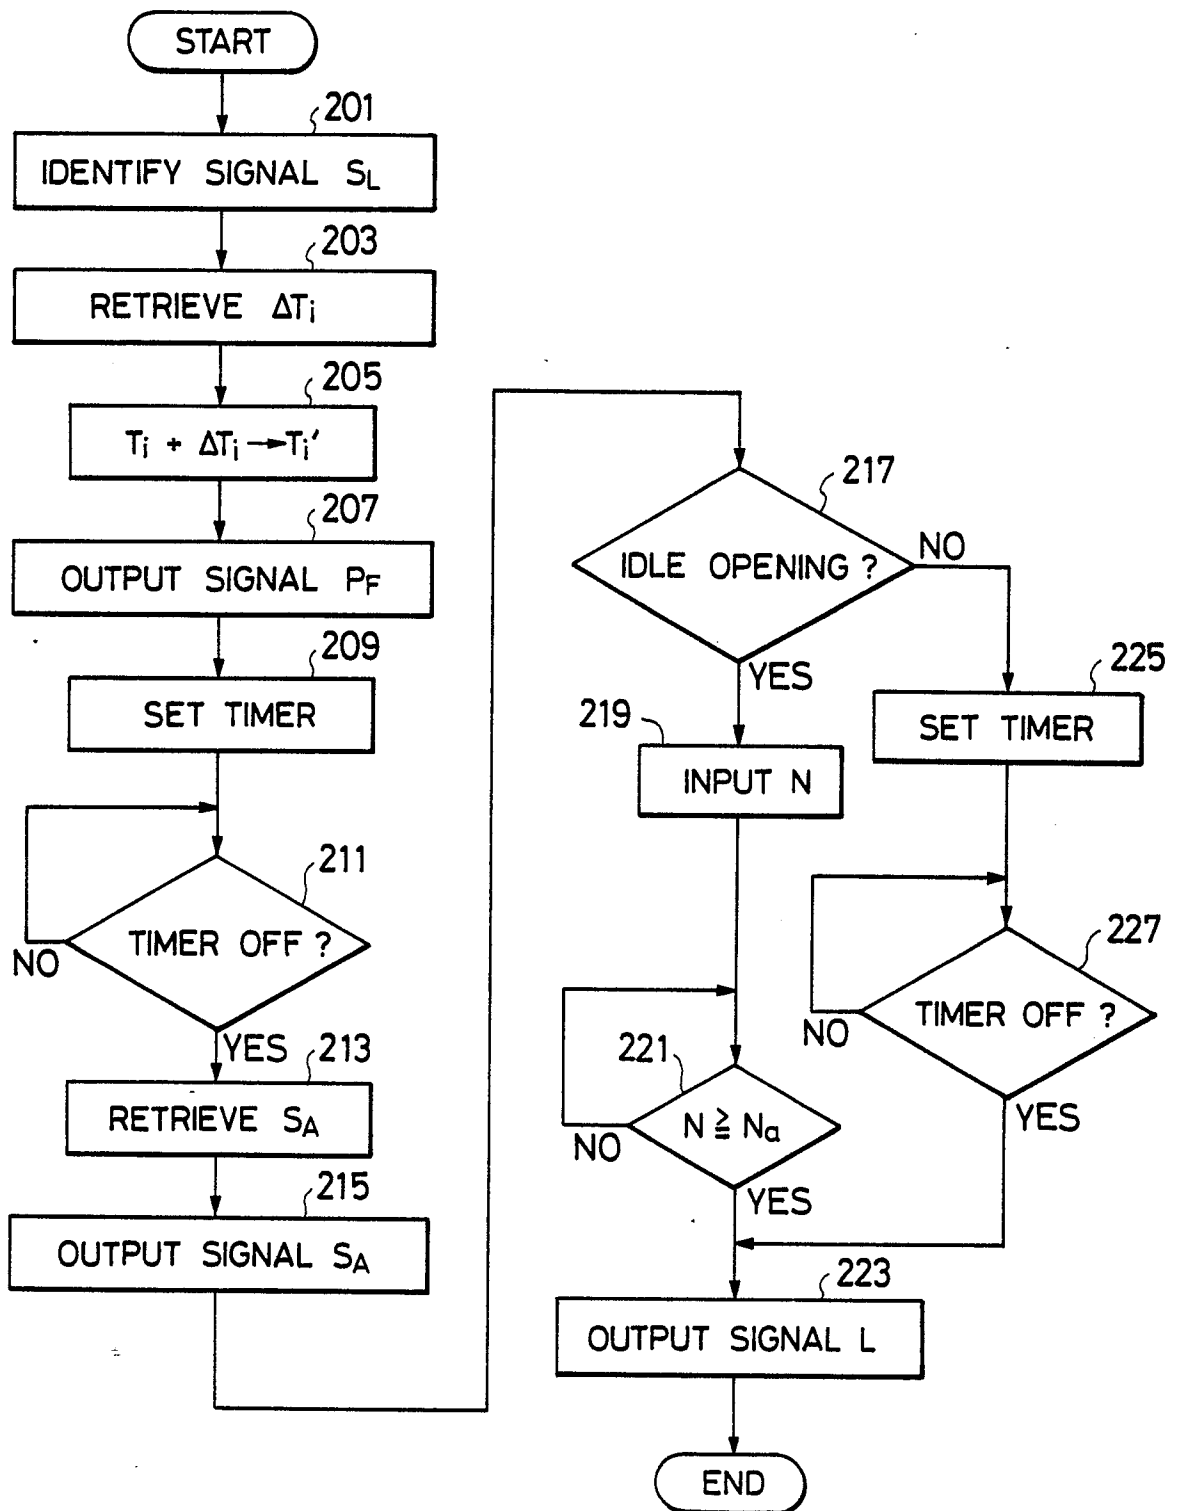 START
201
IDENTIFY SIGNAL SL
203
RETRIEVE ΔTi
205
Ti + ΔTi → Ti'
207
OUTPUT SIGNAL PF
209
SET TIMER
211
TIMER OFF ?
NO
YES
213
RETRIEVE SA
215
OUTPUT SIGNAL SA
217
IDLE OPENING ?
NO
YES
219
INPUT N
221
N ≧ Na
NO
YES
225
SET TIMER
227
TIMER OFF ?
NO
YES
223
OUTPUT SIGNAL L
END